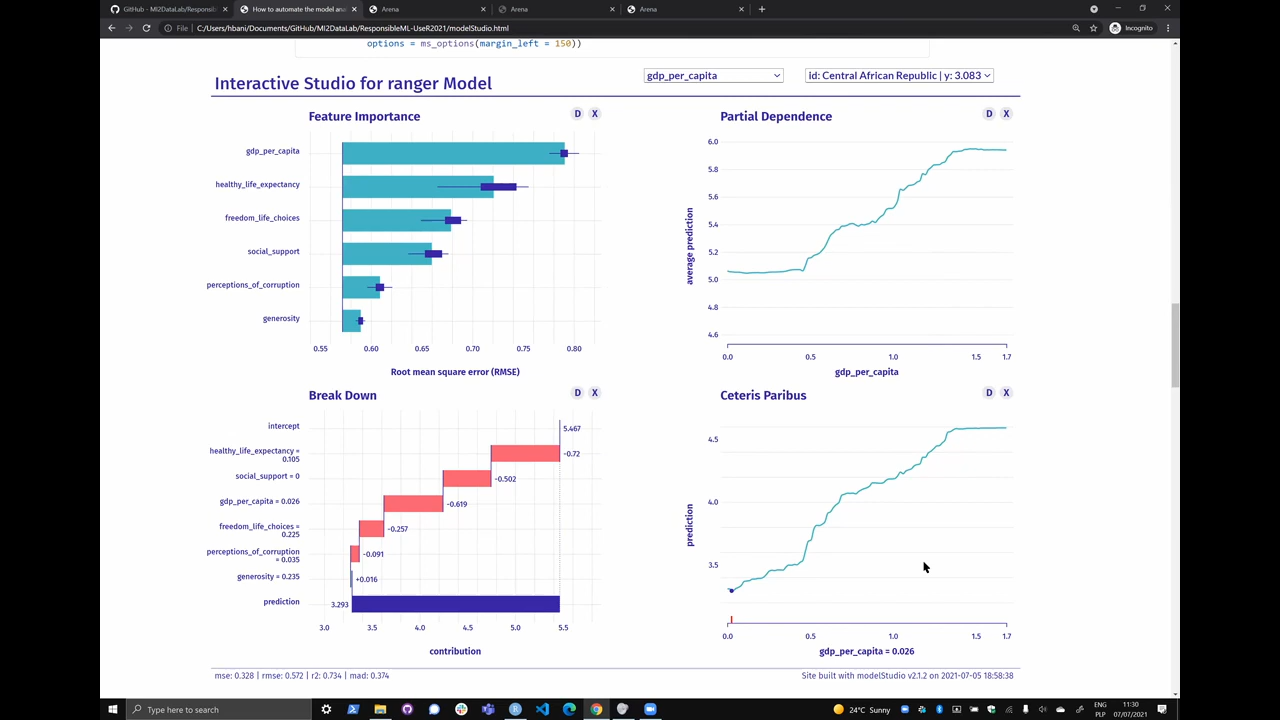 GitHub - MI2DataLab/Responsible
How to automate the model ana
Arena
Arena
Arena
File
C:/Users/hbani/Documents/GitHub/MI2DataLab/ResponsibleML-UseR2021/modelStudio.html
Incognito
options = ms_options(margin_left = 150))
Interactive Studio for ranger Model
gdp_per_capita
id: Central African Republic | y: 3.083
Feature Importance
D X
gdp_per_capita
healthy_life_expectancy
freedom_life_choices
social_support
perceptions_of_corruption
generosity
0.55 0.60 0.65 0.70 0.75 0.80
Root mean square error (RMSE)
Partial Dependence
D X
average prediction
6.0
5.8
5.6
5.4
5.2
5.0
4.8
4.6
0.0 0.5 1.0 1.5 1.7
gdp_per_capita
Break Down
D X
intercept
5.467
healthy_life_expectancy =
0.105
-0.72
social_support = 0
-0.502
gdp_per_capita = 0.026
-0.619
freedom_life_choices =
0.225
-0.257
perceptions_of_corruption
= 0.035
-0.091
generosity = 0.235
+0.016
prediction
3.293
3.0 3.5 4.0 4.5 5.0 5.5
contribution
Ceteris Paribus
D X
prediction
4.5
4.0
3.5
0.0 0.5 1.0 1.5 1.7
gdp_per_capita = 0.026
mse: 0.328 | rmse: 0.572 | r2: 0.734 | mad: 0.374
Site built with modelStudio v2.1.2 on 2021-07-05 18:58:38
Type here to search
24°C Sunny
ENG
PLP
11:30
07/07/2021